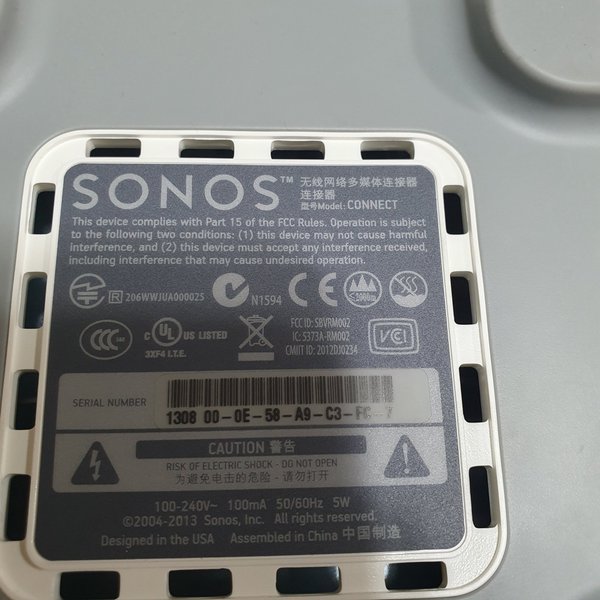 SONOS™
无线网络多媒体连接器
连接器
型号Model: CONNECT
This device complies with Part 15 of the FCC Rules. Operation is subject
to the following two conditions: (1) this device may not cause harmful
interference, and (2) this device must accept any interference received,
including interference that may cause undesired operation.
R 206WWJUA000025
N1594
CE
≤2000m
CCC
c UL US LISTED
3XF4 I.T.E.
FCC ID: SBVRM002
IC: 5373A-RM002
CMIIT ID: 2012DJ0234
VCCI
SERIAL NUMBER
1308 00-0E-58-A9-C3-FC-7
CAUTION 警告
RISK OF ELECTRIC SHOCK - DO NOT OPEN
为避免电击的危险 - 请勿打开
100-240V~ 100mA 50/60Hz 5W
©2004-2013 Sonos, Inc. All rights reserved.
Designed in the USA Assembled in China 中国制造